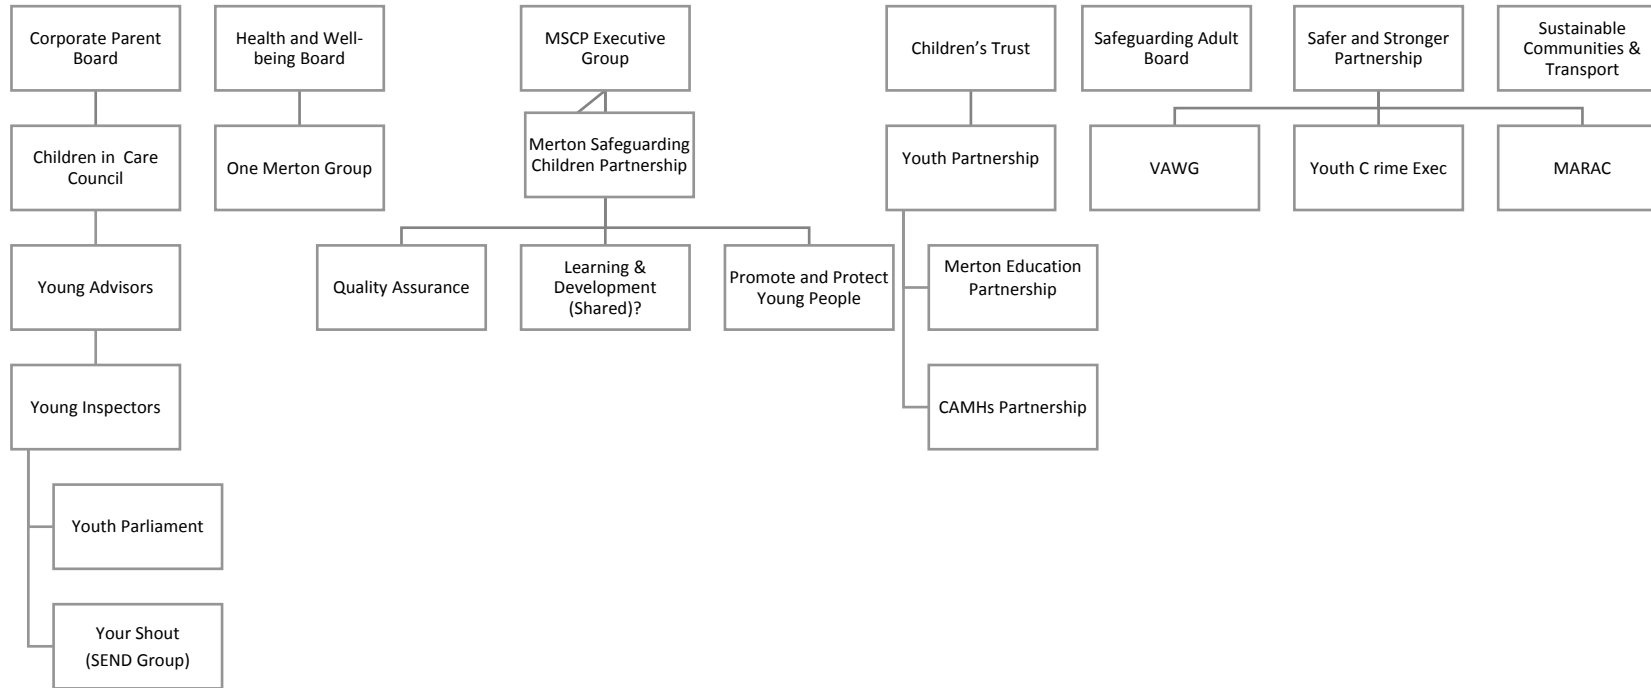 Corporate Parent
Board
Health and Well-
being Board
MSCP Executive
Group
Children’s Trust
Safeguarding Adult
Board
Safer and Stronger
Partnership
Sustainable
Communities &
Transport
Children in  Care
Council
One Merton Group
Merton Safeguarding
Children Partnership
Youth Partnership
VAWG
Youth C rime Exec
MARAC
Young Advisors
Quality Assurance
Learning &
Development
(Shared)?
Promote and Protect
Young People
Merton Education
Partnership
Young Inspectors
CAMHs Partnership
Youth Parliament
Your Shout
(SEND Group)